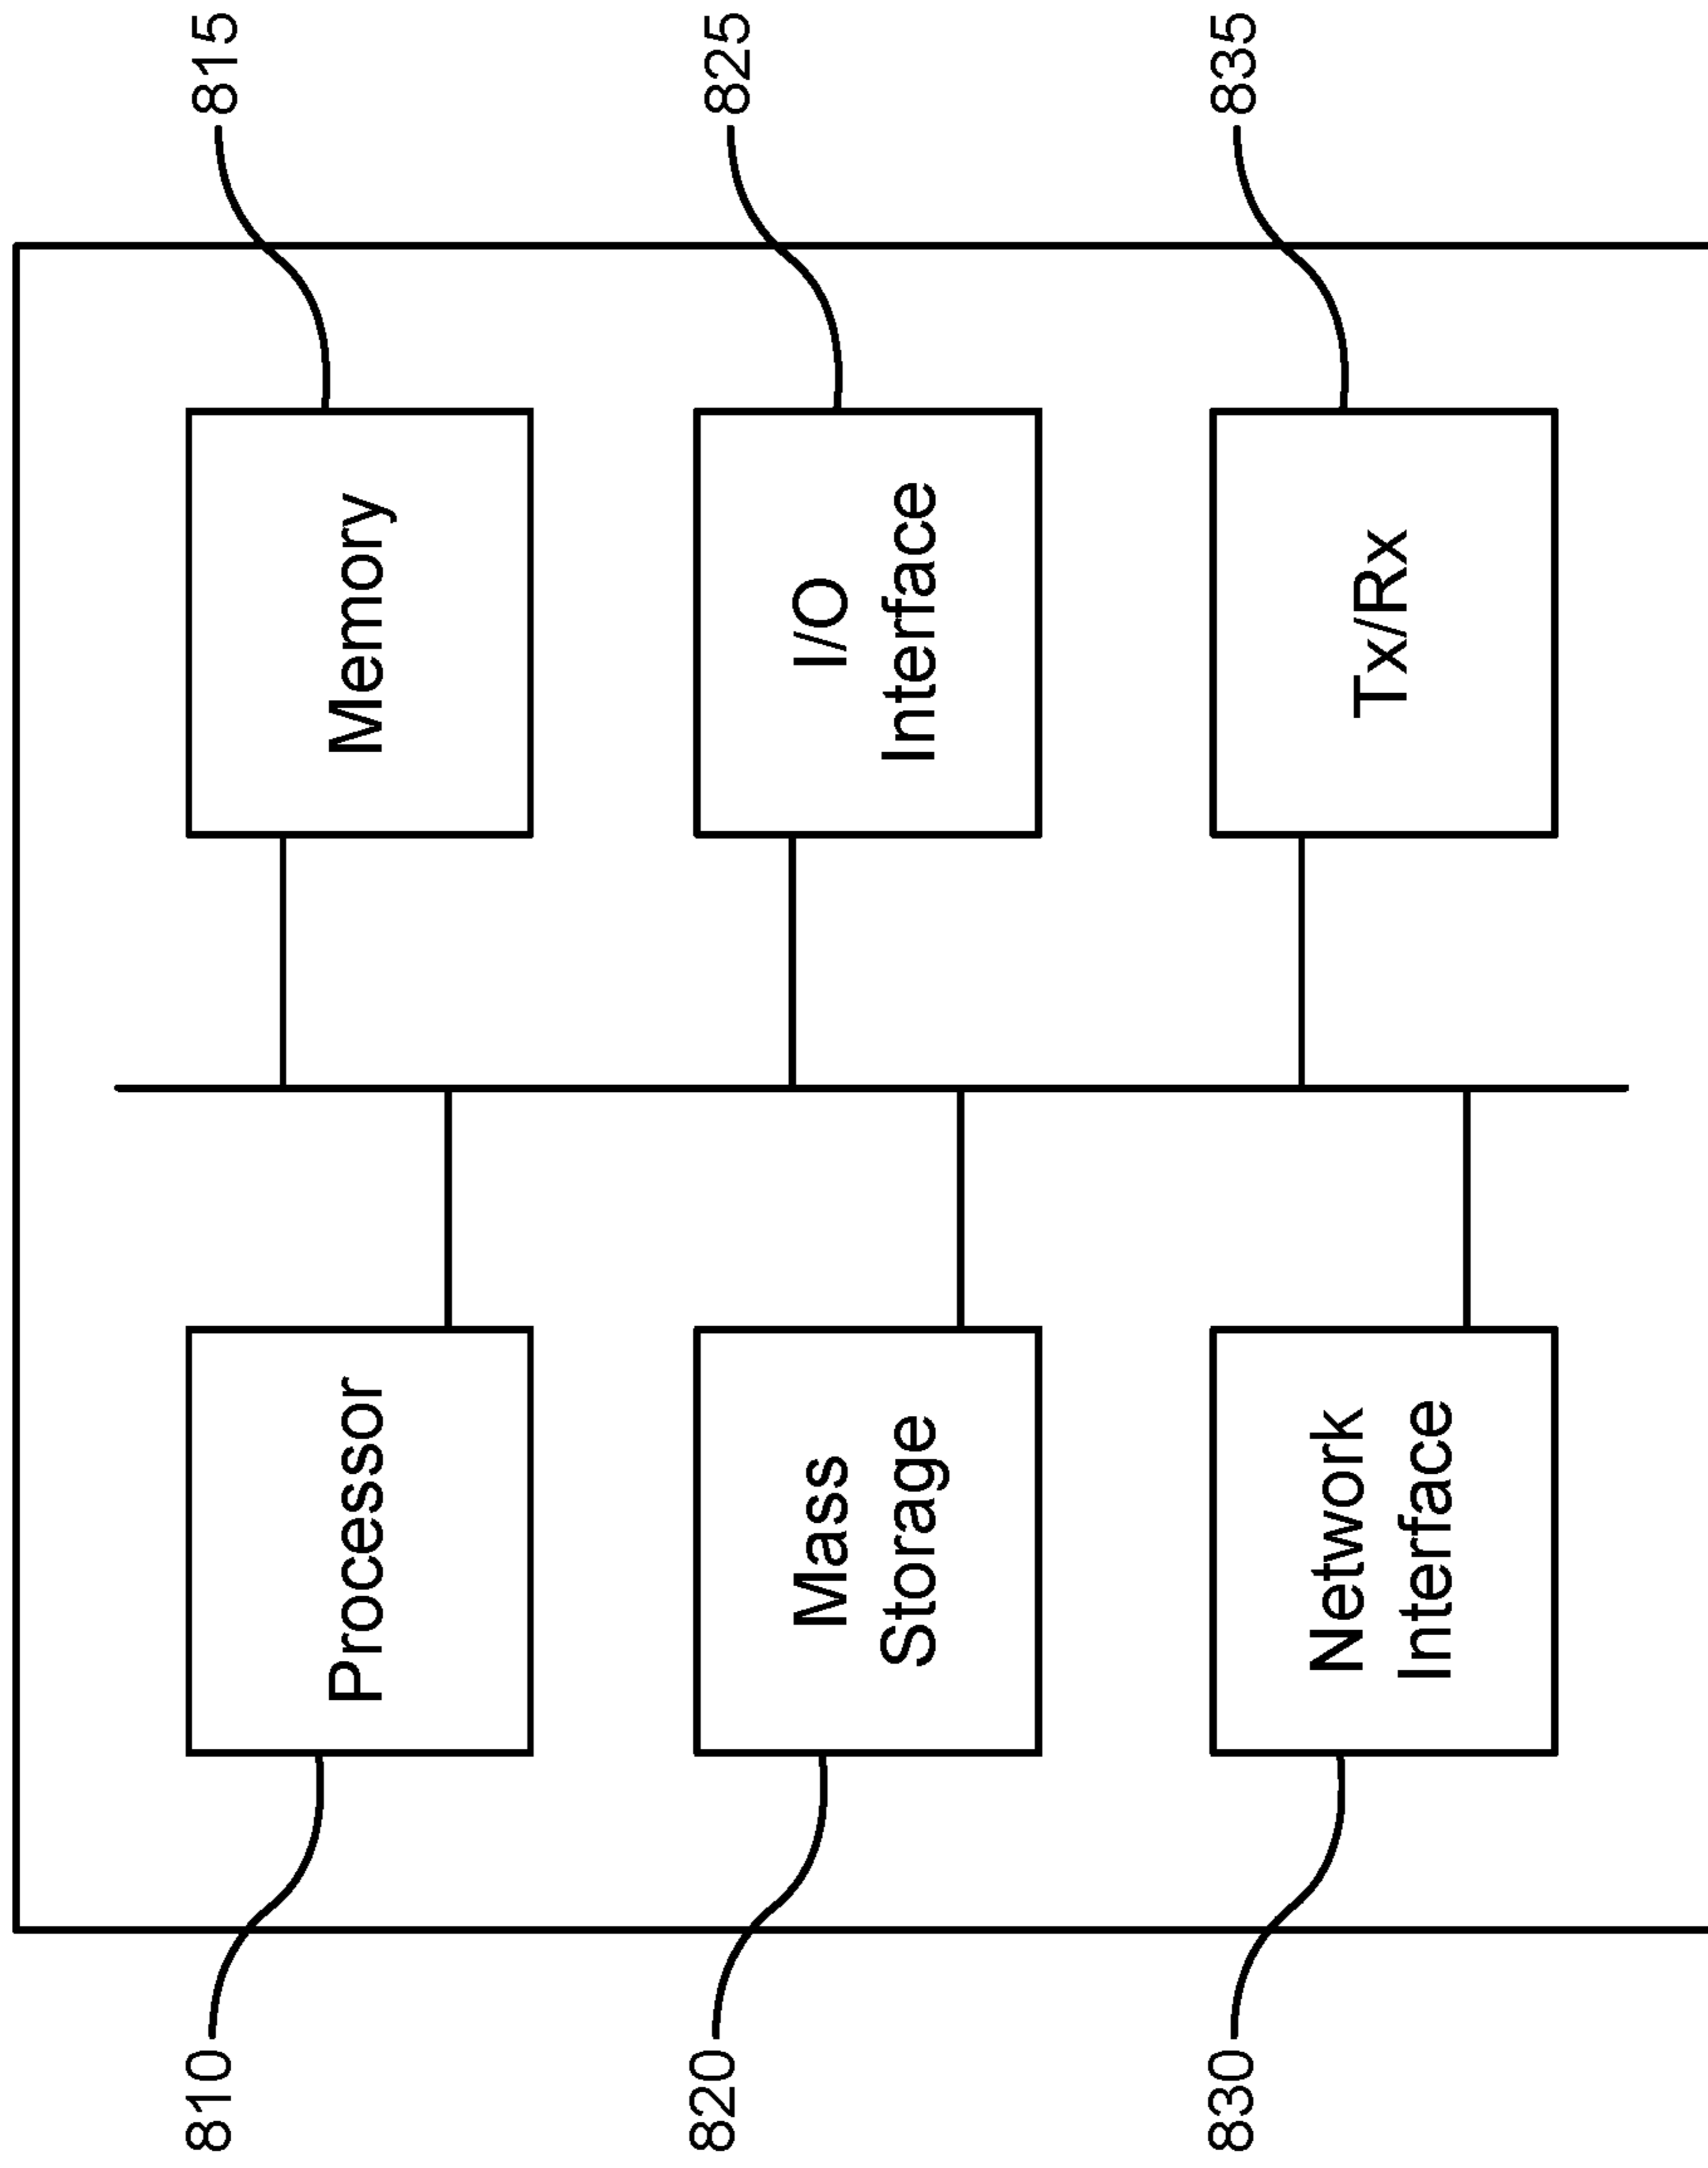 810
Processor
Memory
815
820
Mass
Storage
I/O
Interface
825
830
Network
Interface
Tx/Rx
835